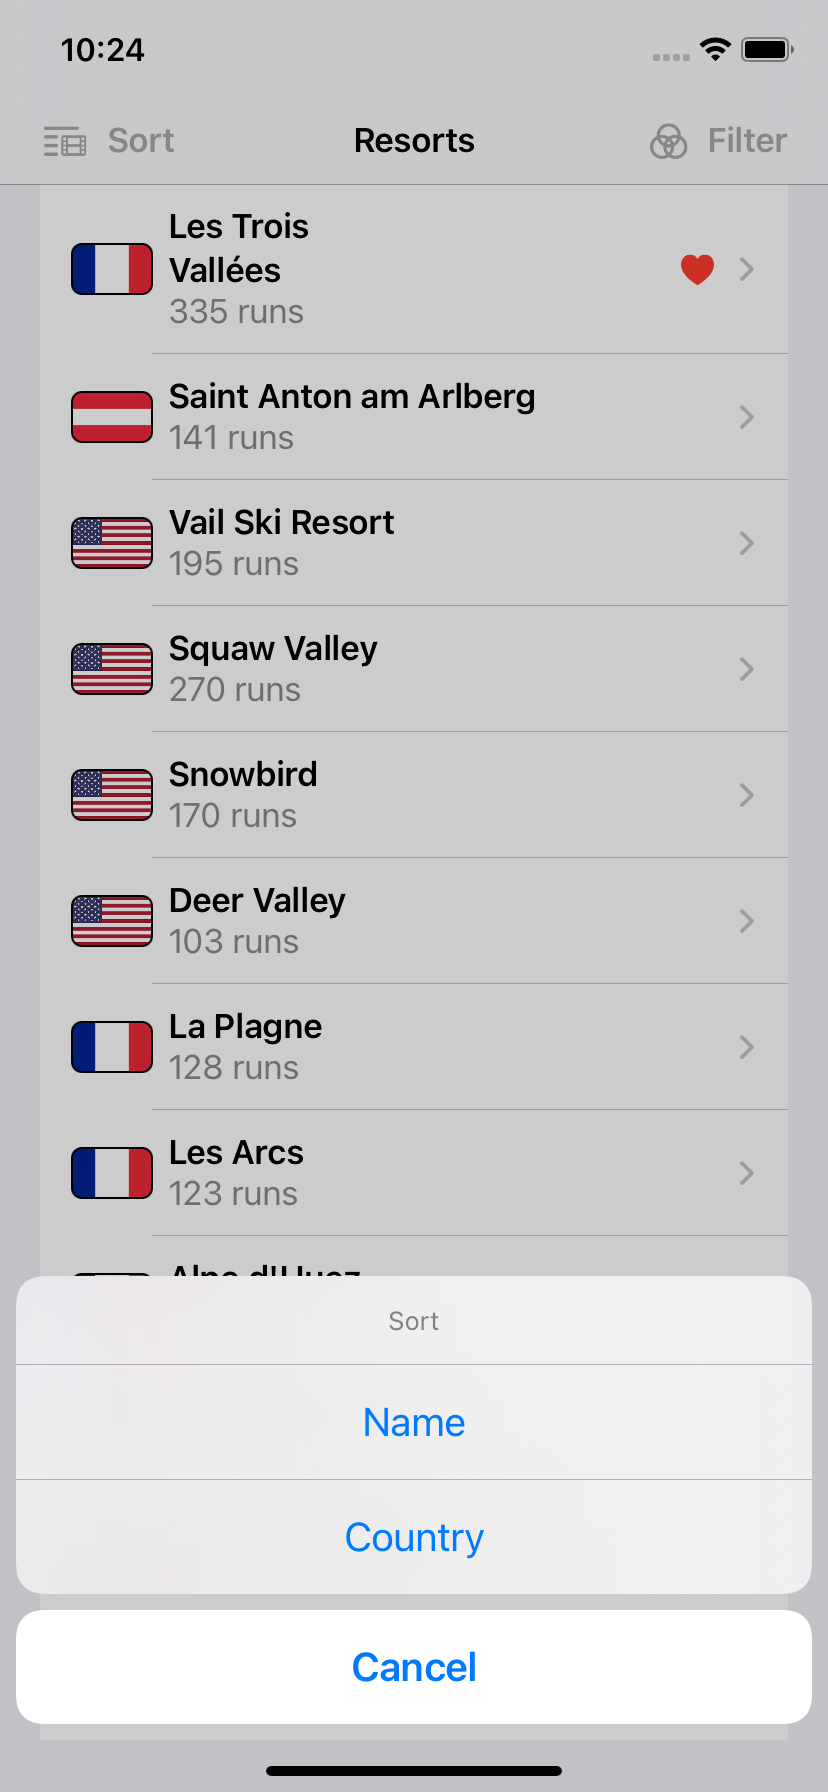 10:24
Sort
Resorts
Filter
Les Trois
Vallées
335 runs
Saint Anton am Arlberg
141 runs
Vail Ski Resort
195 runs
Squaw Valley
270 runs
Snowbird
170 runs
Deer Valley
103 runs
La Plagne
128 runs
Les Arcs
123 runs
Alpe d'Huez
Sort
Name
Country
Cancel